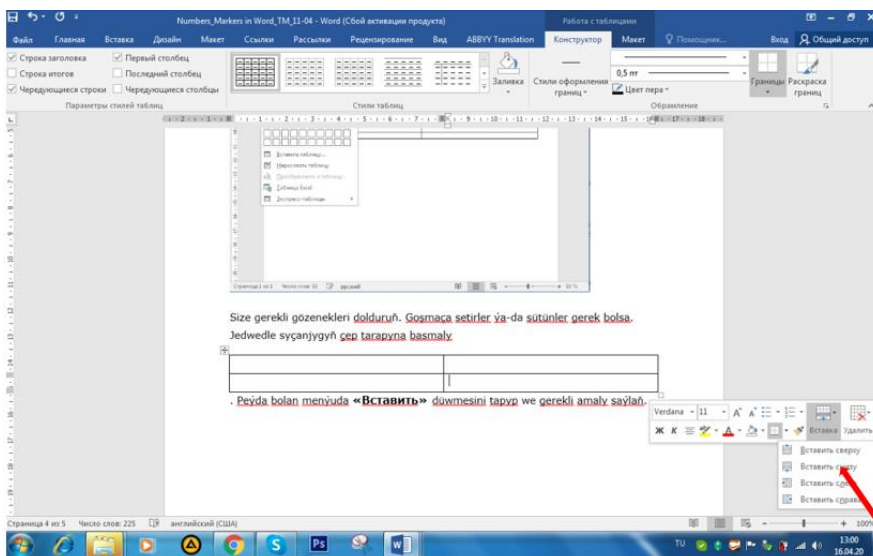 Numbers_Markers in Word_TM_11-04 - Word (Сбой активации продукта)
Работа с таблицами
Файл Главная Вставка Дизайн Макет Ссылки Рассылки Рецензирование Вид ABBYY Translation Конструктор Макет Помощник... Вход Общий доступ
Строка заголовка Первый столбец
Строка итогов Последний столбец
Чередующиеся строки Чередующиеся столбцы
Параметры стилей таблиц
Стили таблиц
Заливка
Стили оформления границ
0,5 пт
Цвет пера
Границы
Раскраска границ
Обрамление
Вставить таблицу...
Нарисовать таблицу
Преобразовать в таблицу...
Таблица Excel
Экспресс-таблицы
Size gerekli gözenekleri dolduruň. Goşmaça setirler ýa-da sütünler gerek bolsa.
Jedwedle syçanjygyň çep tarapyna basmaly
. Peýda bolan menýuda «Вставить» düwmesini tapyp we gerekli amaly saýlaň.
Verdana 11
Ж К
Вставка Удалить
Вставить сверху
Вставить снизу
Вставить слева
Вставить справа
Страница 4 из 5 Число слов: 225 английский (США) 100%
TU 13:00
16.04.20